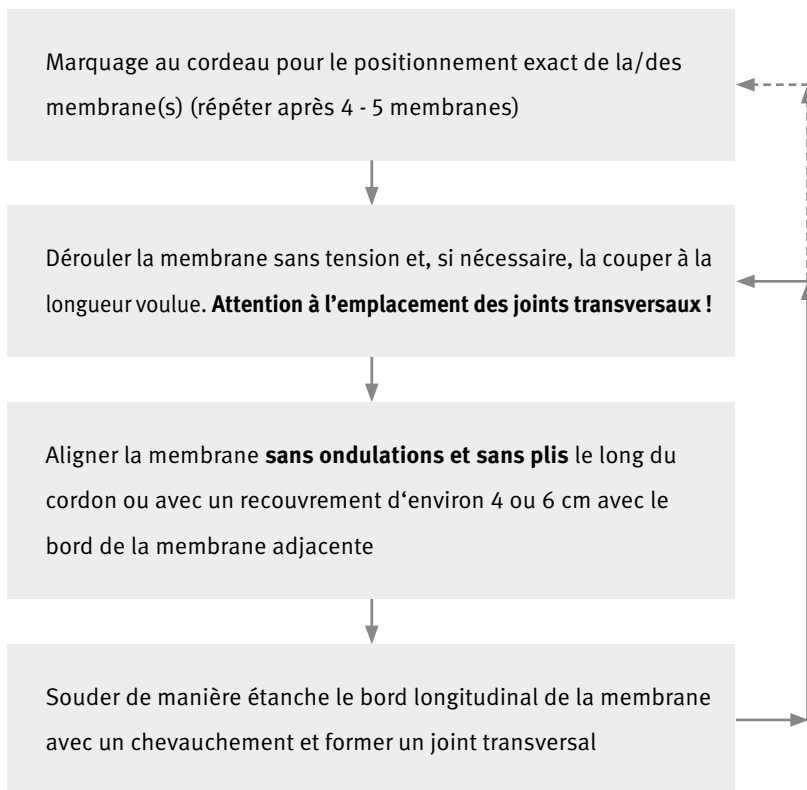 Marquage au cordeau pour le positionnement exact de la/des
membrane(s) (répéter après 4 - 5 membranes)
Dérouler la membrane sans tension et, si nécessaire, la couper à la
longueur voulue. Attention à l’emplacement des joints transversaux !
Aligner la membrane sans ondulations et sans plis le long du
cordon ou avec un recouvrement d‘environ 4 ou 6 cm avec le
bord de la membrane adjacente
Souder de manière étanche le bord longitudinal de la membrane
avec un chevauchement et former un joint transversal